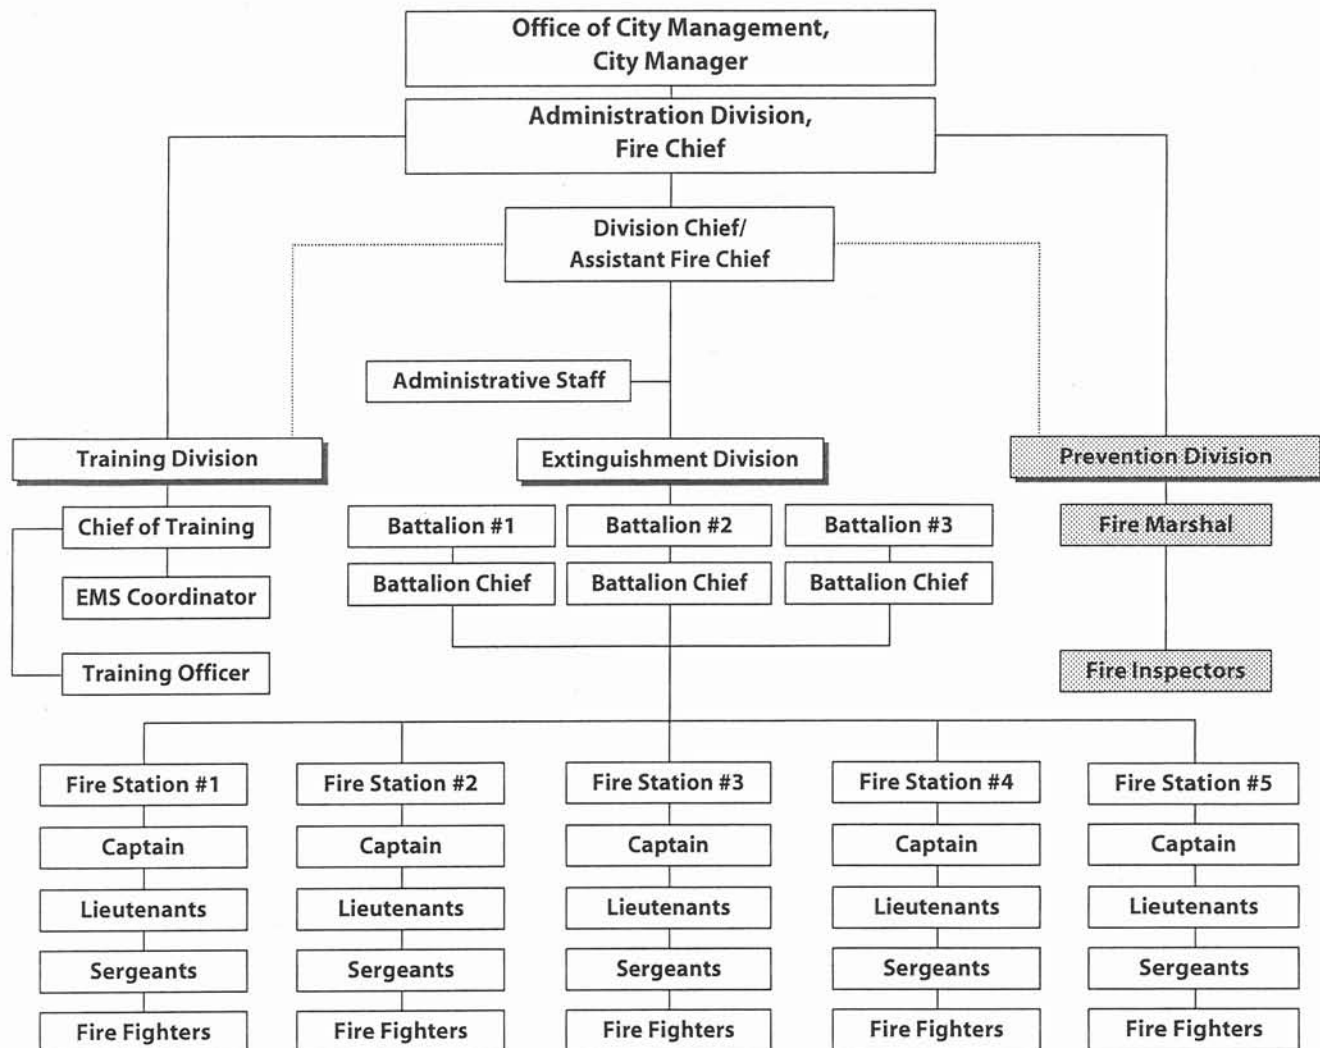 Office of City Management,
City Manager
Administration Division,
Fire Chief
Division Chief/
Assistant Fire Chief
Administrative Staff
Training Division
Extinguishment Division
Prevention Division
Chief of Training
Battalion #1
Battalion #2
Battalion #3
Fire Marshal
EMS Coordinator
Battalion Chief
Battalion Chief
Battalion Chief
Training Officer
Fire Inspectors
Fire Station #1
Fire Station #2
Fire Station #3
Fire Station #4
Fire Station #5
Captain
Captain
Captain
Captain
Captain
Lieutenants
Lieutenants
Lieutenants
Lieutenants
Lieutenants
Sergeants
Sergeants
Sergeants
Sergeants
Sergeants
Fire Fighters
Fire Fighters
Fire Fighters
Fire Fighters
Fire Fighters